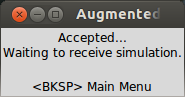 Augmented
Accepted...
Waiting to receive simulation.
<BKSP> Main Menu